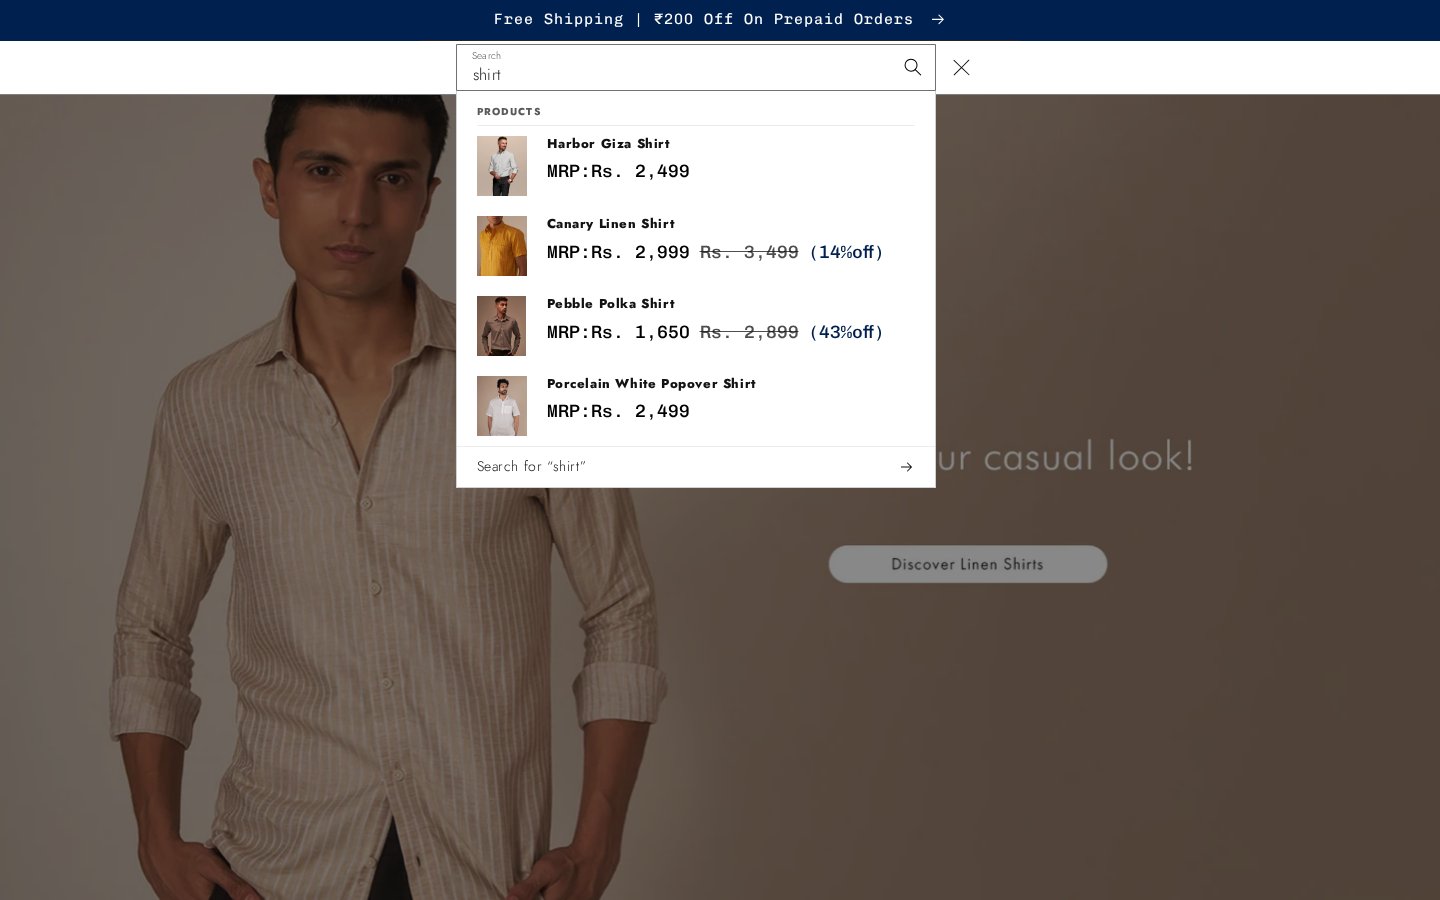 Free Shipping | ₹200 Off On Prepaid Orders →
Search
shirt
PRODUCTS
Harbor Giza Shirt
MRP:Rs. 2,499
Canary Linen Shirt
MRP:Rs. 2,999 Rs. 3,499 (14%off)
Pebble Polka Shirt
MRP:Rs. 1,650 Rs. 2,899 (43%off)
Porcelain White Popover Shirt
MRP:Rs. 2,499
Search for “shirt”
casual look!
Discover Linen Shirts